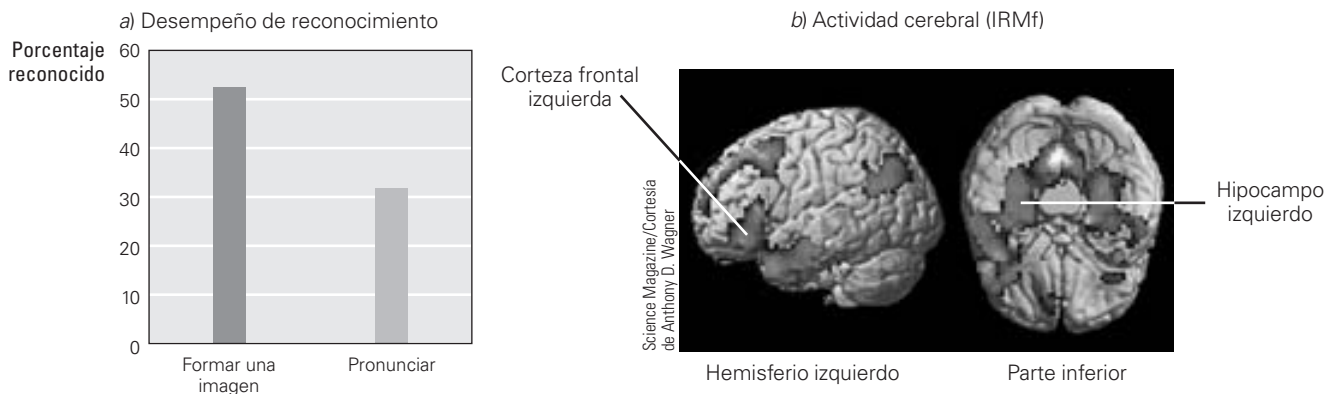 a) Desempeño de reconocimiento
Porcentaje
reconocido
60
50
40
30
20
10
0
Formar una
imagen
Pronunciar
b) Actividad cerebral (IRMf)
Corteza frontal
izquierda
Science Magazine/Cortesía
de Anthony D. Wagner
Hipocampo
izquierdo
Hemisferio izquierdo
Parte inferior